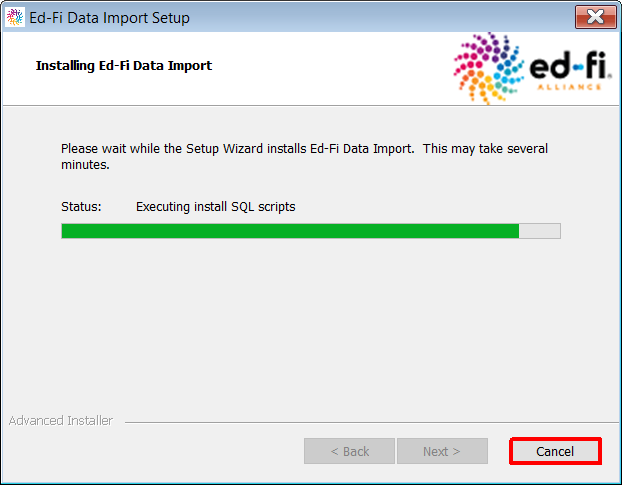 Ed-Fi Data Import Setup
Installing Ed-Fi Data Import
ed-fi®
ALLIANCE
Please wait while the Setup Wizard installs Ed-Fi Data Import. This may take several
minutes.
Status: Executing install SQL scripts
Advanced Installer
< Back Next > Cancel